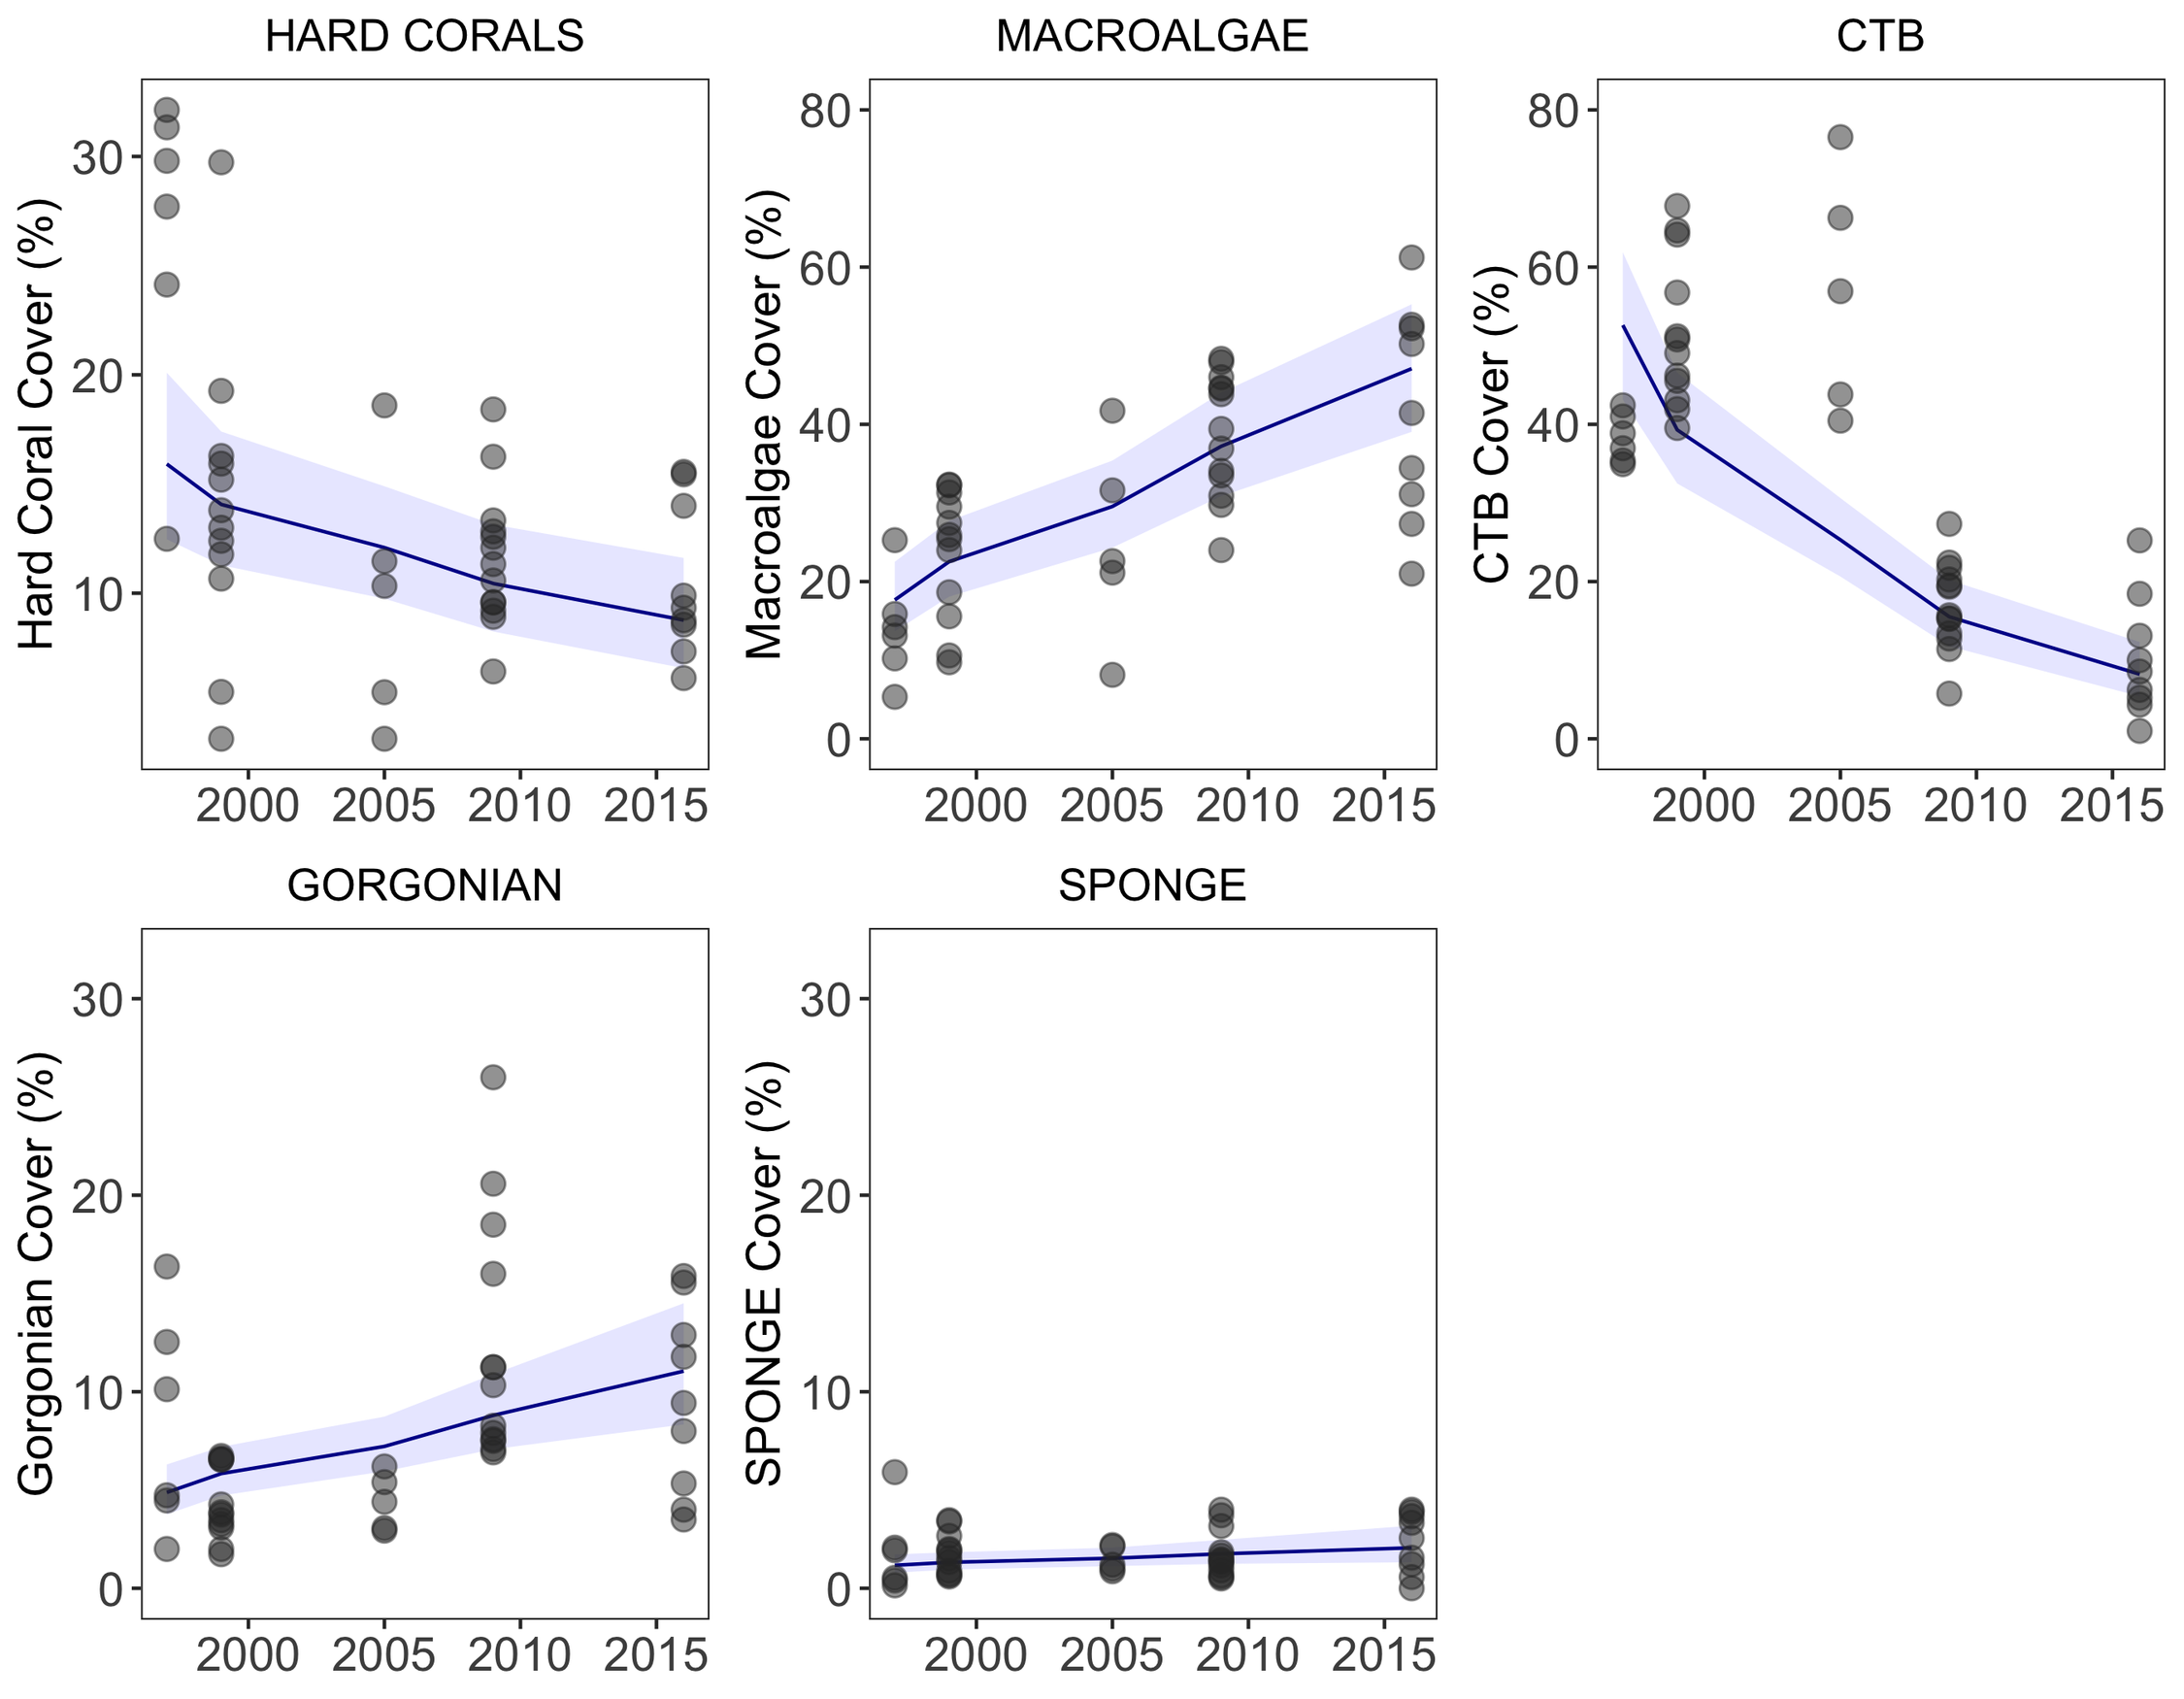 HARD CORALS
Hard Coral Cover (%)
30
20
10
2000 2005 2010 2015
MACROALGAE
Macroalgae Cover (%)
80
60
40
20
0
2000 2005 2010 2015
CTB
CTB Cover (%)
80
60
40
20
0
2000 2005 2010 2015
GORGONIAN
Gorgonian Cover (%)
30
20
10
0
2000 2005 2010 2015
SPONGE
SPONGE Cover (%)
30
20
10
0
2000 2005 2010 2015